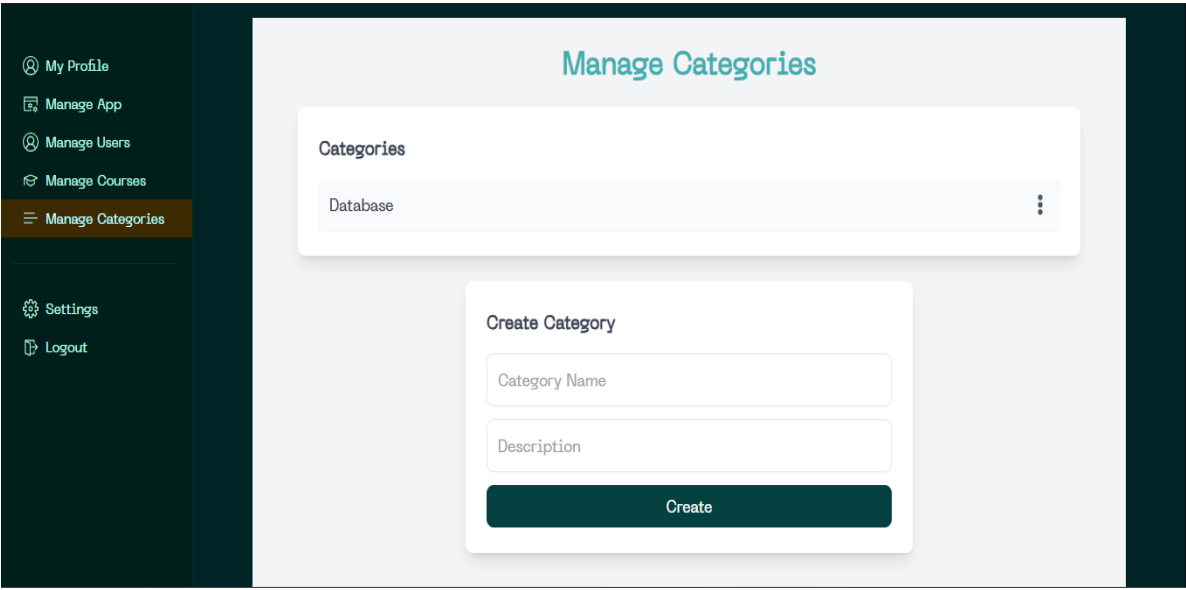 My Profile
Manage App
Manage Users
Manage Courses
Manage Categories
Settings
Logout
Manage Categories
Categories
Database
Create Category
Category Name
Description
Create